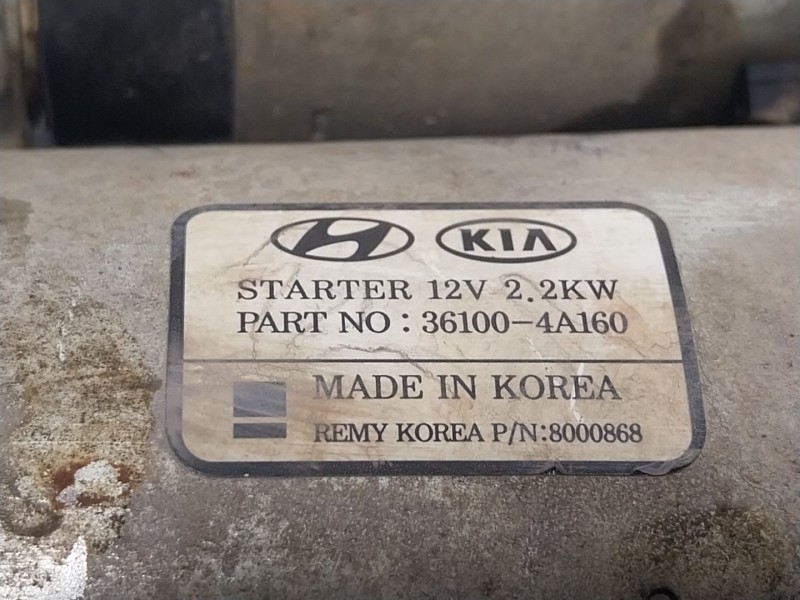 KIA
STARTER 12V 2.2KW
PART NO : 36100-4A160
MADE IN KOREA
REMY KOREA P/N:8000868